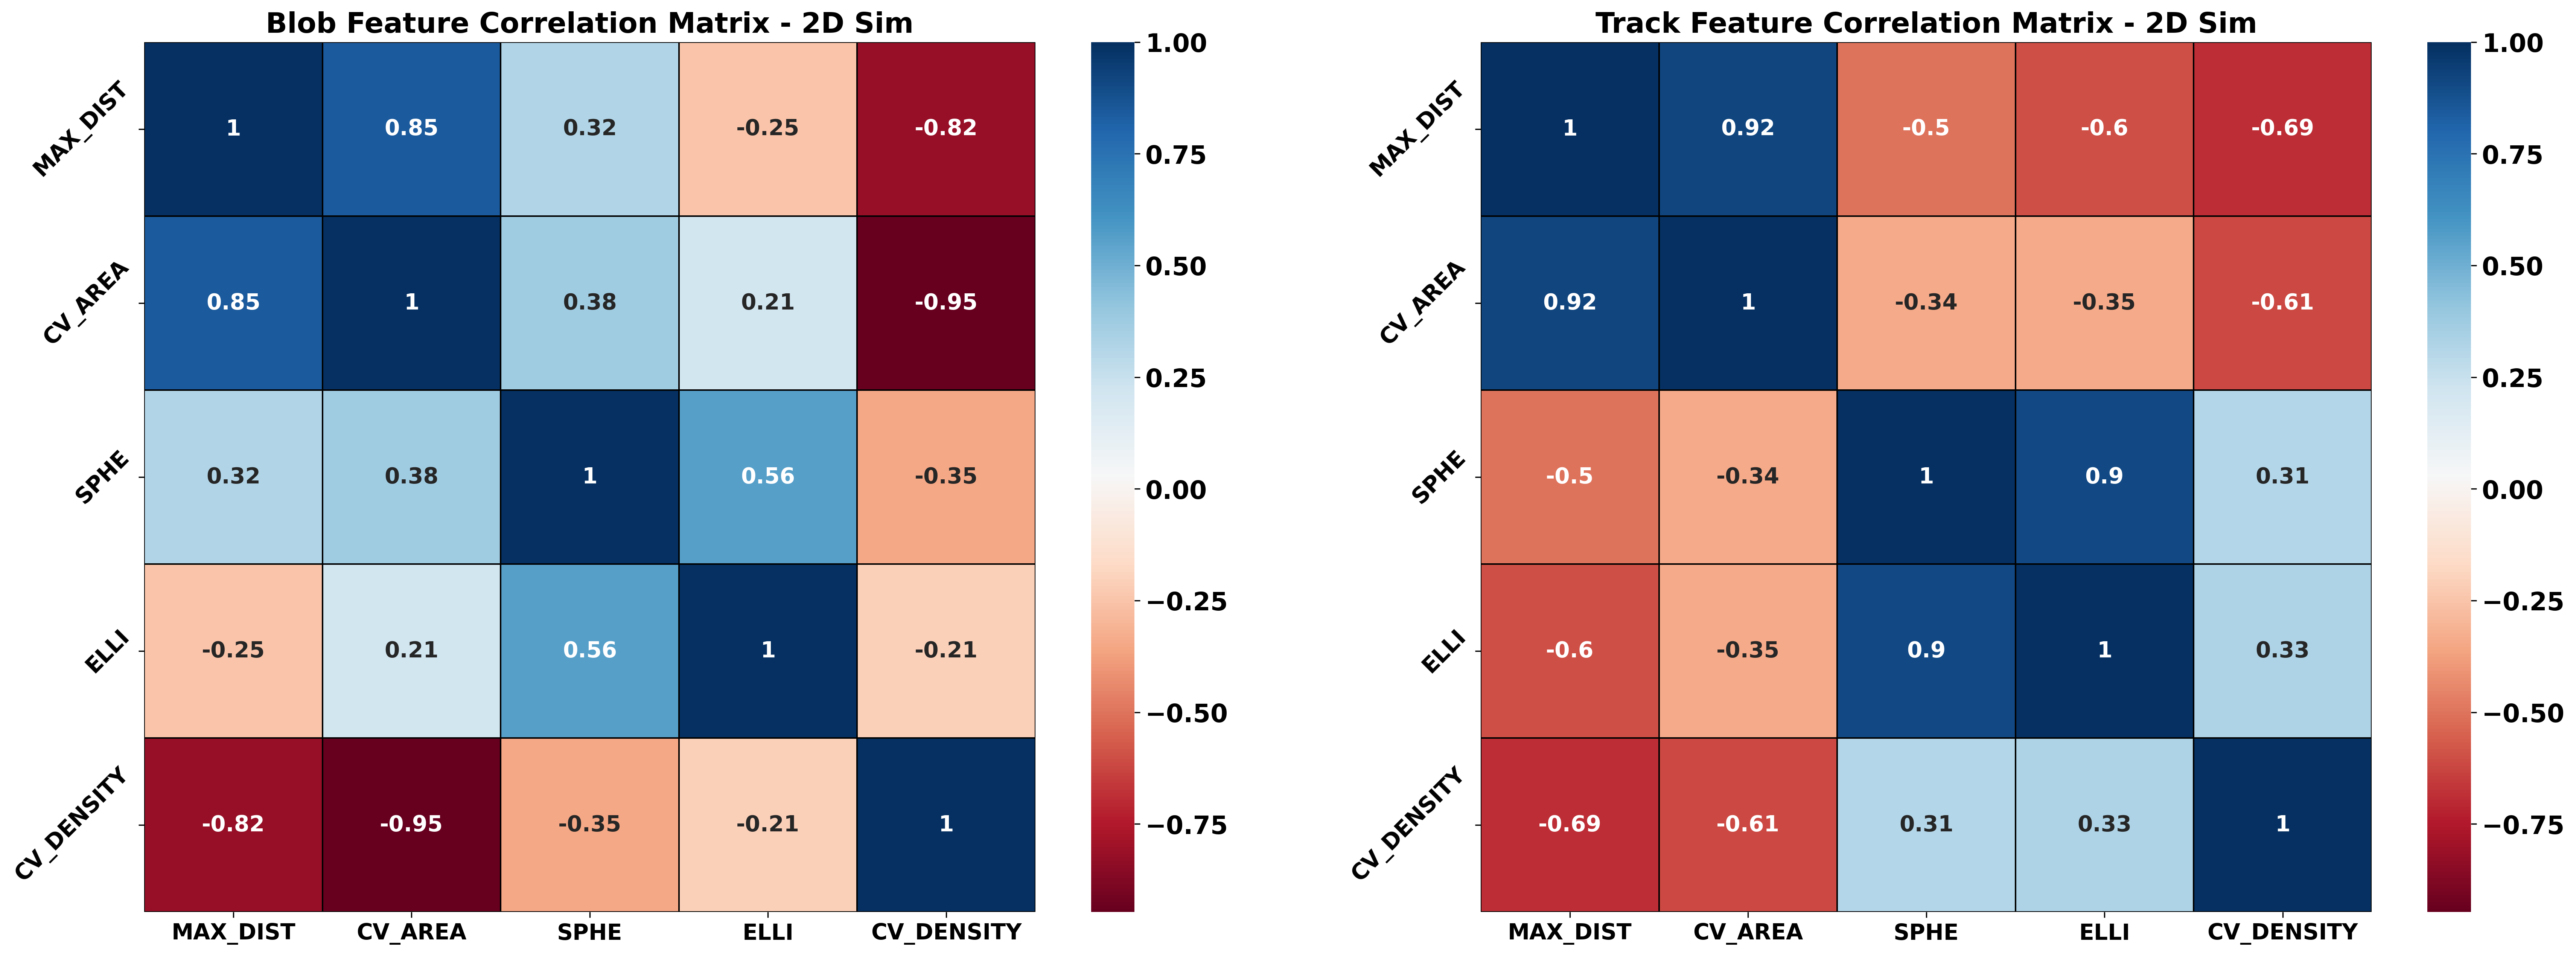 Blob Feature Correlation Matrix - 2D Sim
MAX_DIST
1 0.85 0.32 -0.25 -0.82
CV_AREA
0.85 1 0.38 0.21 -0.95
SPHE
0.32 0.38 1 0.56 -0.35
ELLI
-0.25 0.21 0.56 1 -0.21
CV_DENSITY
-0.82 -0.95 -0.35 -0.21 1
MAX_DIST CV_AREA SPHE ELLI CV_DENSITY
1.00
0.75
0.50
0.25
0.00
−0.25
−0.50
−0.75
Track Feature Correlation Matrix - 2D Sim
MAX_DIST
1 0.92 -0.5 -0.6 -0.69
CV_AREA
0.92 1 -0.34 -0.35 -0.61
SPHE
-0.5 -0.34 1 0.9 0.31
ELLI
-0.6 -0.35 0.9 1 0.33
CV_DENSITY
-0.69 -0.61 0.31 0.33 1
MAX_DIST CV_AREA SPHE ELLI CV_DENSITY
1.00
0.75
0.50
0.25
0.00
−0.25
−0.50
−0.75